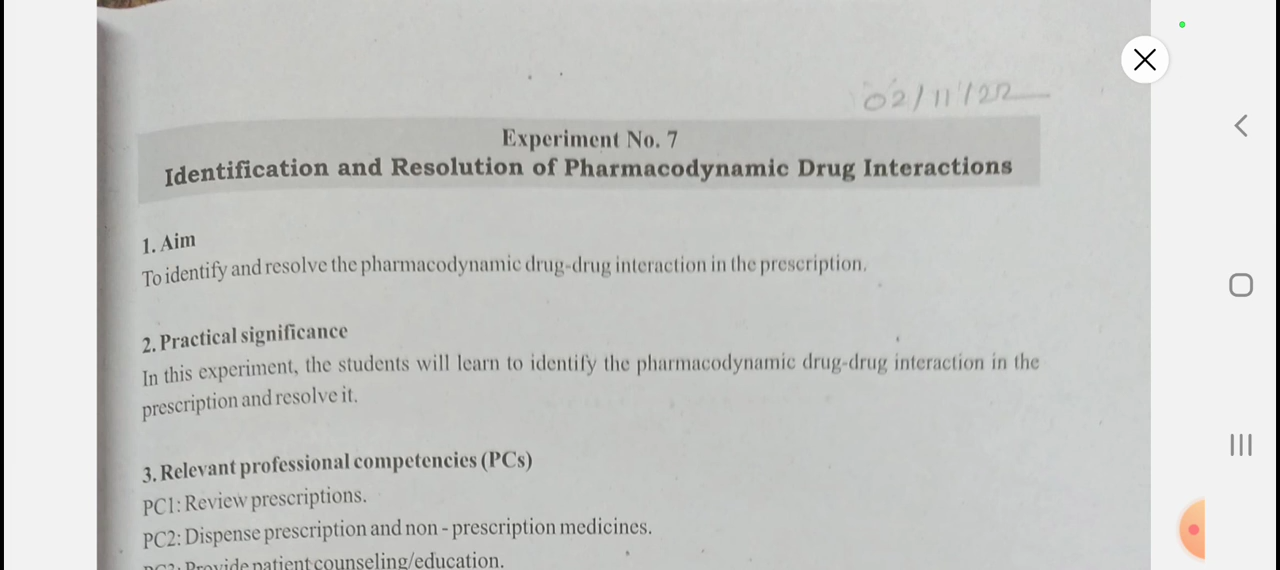 02/11/22
Experiment No. 7
Identification and Resolution of Pharmacodynamic Drug Interactions
1. Aim
To identify and resolve the pharmacodynamic drug-drug interaction in the prescription.
2. Practical significance
In this experiment, the students will learn to identify the pharmacodynamic drug-drug interaction in the
prescription and resolve it.
3. Relevant professional competencies (PCs)
PC1: Review prescriptions.
PC2: Dispense prescription and non - prescription medicines.
PC3: Provide patient counseling/education.